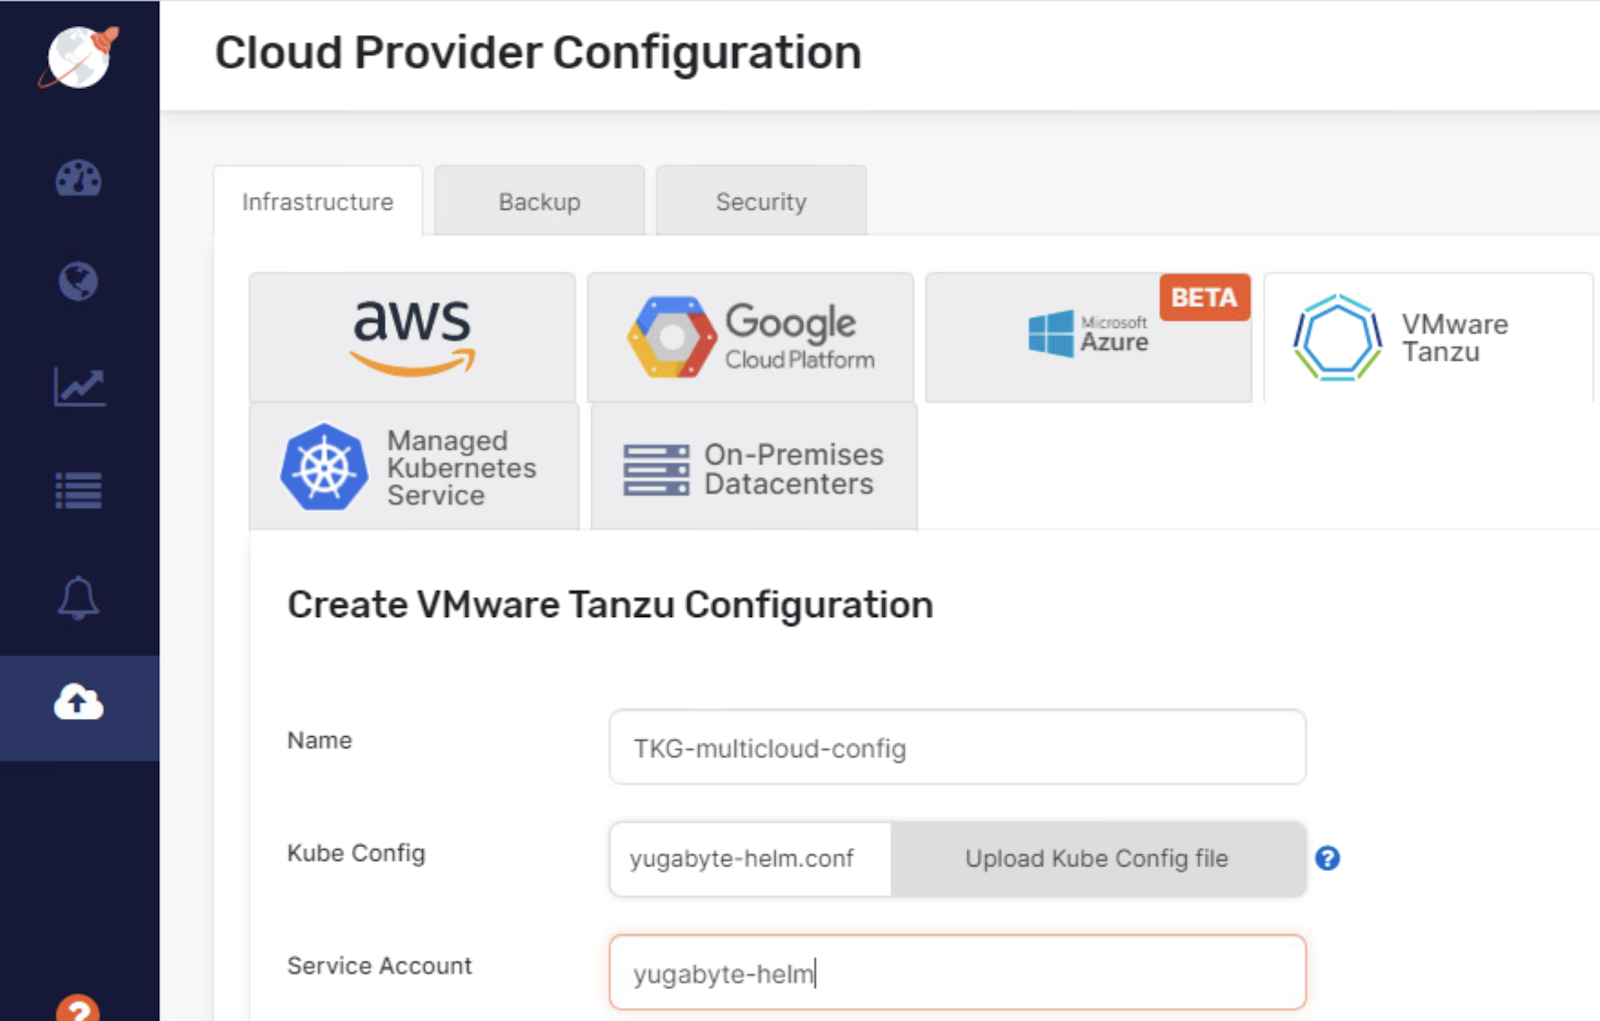 Cloud Provider Configuration
Infrastructure
Backup
Security
aws
Google
Cloud Platform
Microsoft
Azure
BETA
VMware
Tanzu
Managed
Kubernetes
Service
On-Premises
Datacenters
Create VMware Tanzu Configuration
Name
TKG-multicloud-config
Kube Config
yugabyte-helm.conf
Upload Kube Config file
?
Service Account
yugabyte-helm
?